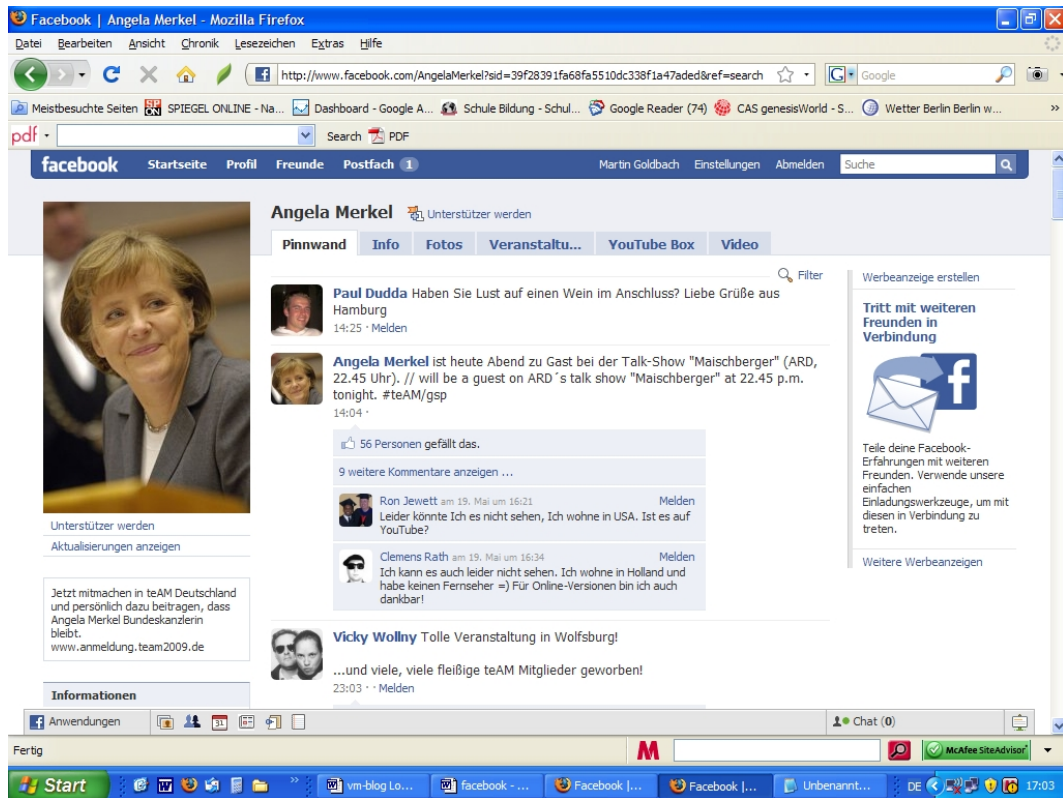 Facebook | Angela Merkel - Mozilla Firefox
Datei Bearbeiten Ansicht Chronik Lesezeichen Extras Hilfe
http://www.facebook.com/AngelaMerkel?sid=39f28391fa68fa5510dc338f1a47aded&ref=search
Google
Meistbesuchte Seiten SPIEGEL ONLINE - Na... Dashboard - Google A... Schule Bildung - Schul... Google Reader (74) CAS genesisWorld - S... Wetter Berlin Berlin w... »
pdf Search PDF
facebook Startseite Profil Freunde Postfach 1 Martin Goldbach Einstellungen Abmelden Suche
Angela Merkel Unterstützer werden
Pinnwand Info Fotos Veranstaltu... YouTube Box Video
Filter
Paul Dudda Haben Sie Lust auf einen Wein im Anschluss? Liebe Grüße aus
Hamburg
14:25 · Melden
Angela Merkel ist heute Abend zu Gast bei der Talk-Show "Maischberger" (ARD,
22.45 Uhr). // will be a guest on ARD´s talk show "Maischberger" at 22.45 p.m.
tonight. #teAM/gsp
14:04 ·
56 Personen gefällt das.
9 weitere Kommentare anzeigen ...
Ron Jewett am 19. Mai um 16:21 Melden
Leider könnte Ich es nicht sehen, Ich wohne in USA. Ist es auf
YouTube?
Clemens Rath am 19. Mai um 16:34 Melden
Ich kann es auch leider nicht sehen. Ich wohne in Holland und
habe keinen Fernseher =) Für Online-Versionen bin ich auch
dankbar!
Vicky Wollny Tolle Veranstaltung in Wolfsburg!
...und viele, viele fleißige teAM Mitglieder geworben!
23:03 · · Melden
Unterstützer werden
Aktualisierungen anzeigen
Jetzt mitmachen in teAM Deutschland
und persönlich dazu beitragen, dass
Angela Merkel Bundeskanzlerin
bleibt.
www.anmeldung.team2009.de
Informationen
Werbeanzeige erstellen
Tritt mit weiteren
Freunden in
Verbindung
Teile deine Facebook-
Erfahrungen mit weiteren
Freunden. Verwende unsere
einfachen
Einladungswerkzeuge, um mit
diesen in Verbindung zu
treten.
Weitere Werbeanzeigen
Anwendungen 31 Chat (0)
Fertig McAfee SiteAdvisor
Start » vm-blog Lo... facebook - ... Facebook |... Facebook |... Unbenannt... DE 17:03